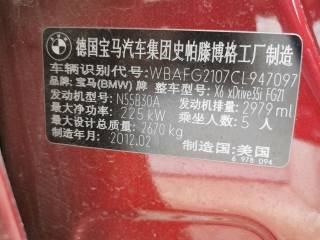 德国宝马汽车集团史帕滕博格工厂制造
车辆识别代号:WBAFG2107CL947097
品牌:宝马(BMW)牌 整车型号:X6 xDrive35i FG21
发动机型号:N55B30A 发动机排量:2979 ml
最大净功率:225 kW 乘坐人数:5 人
最大设计总质量:2670 kg
制造年月:2012.02 制造国:美国
6 978 094